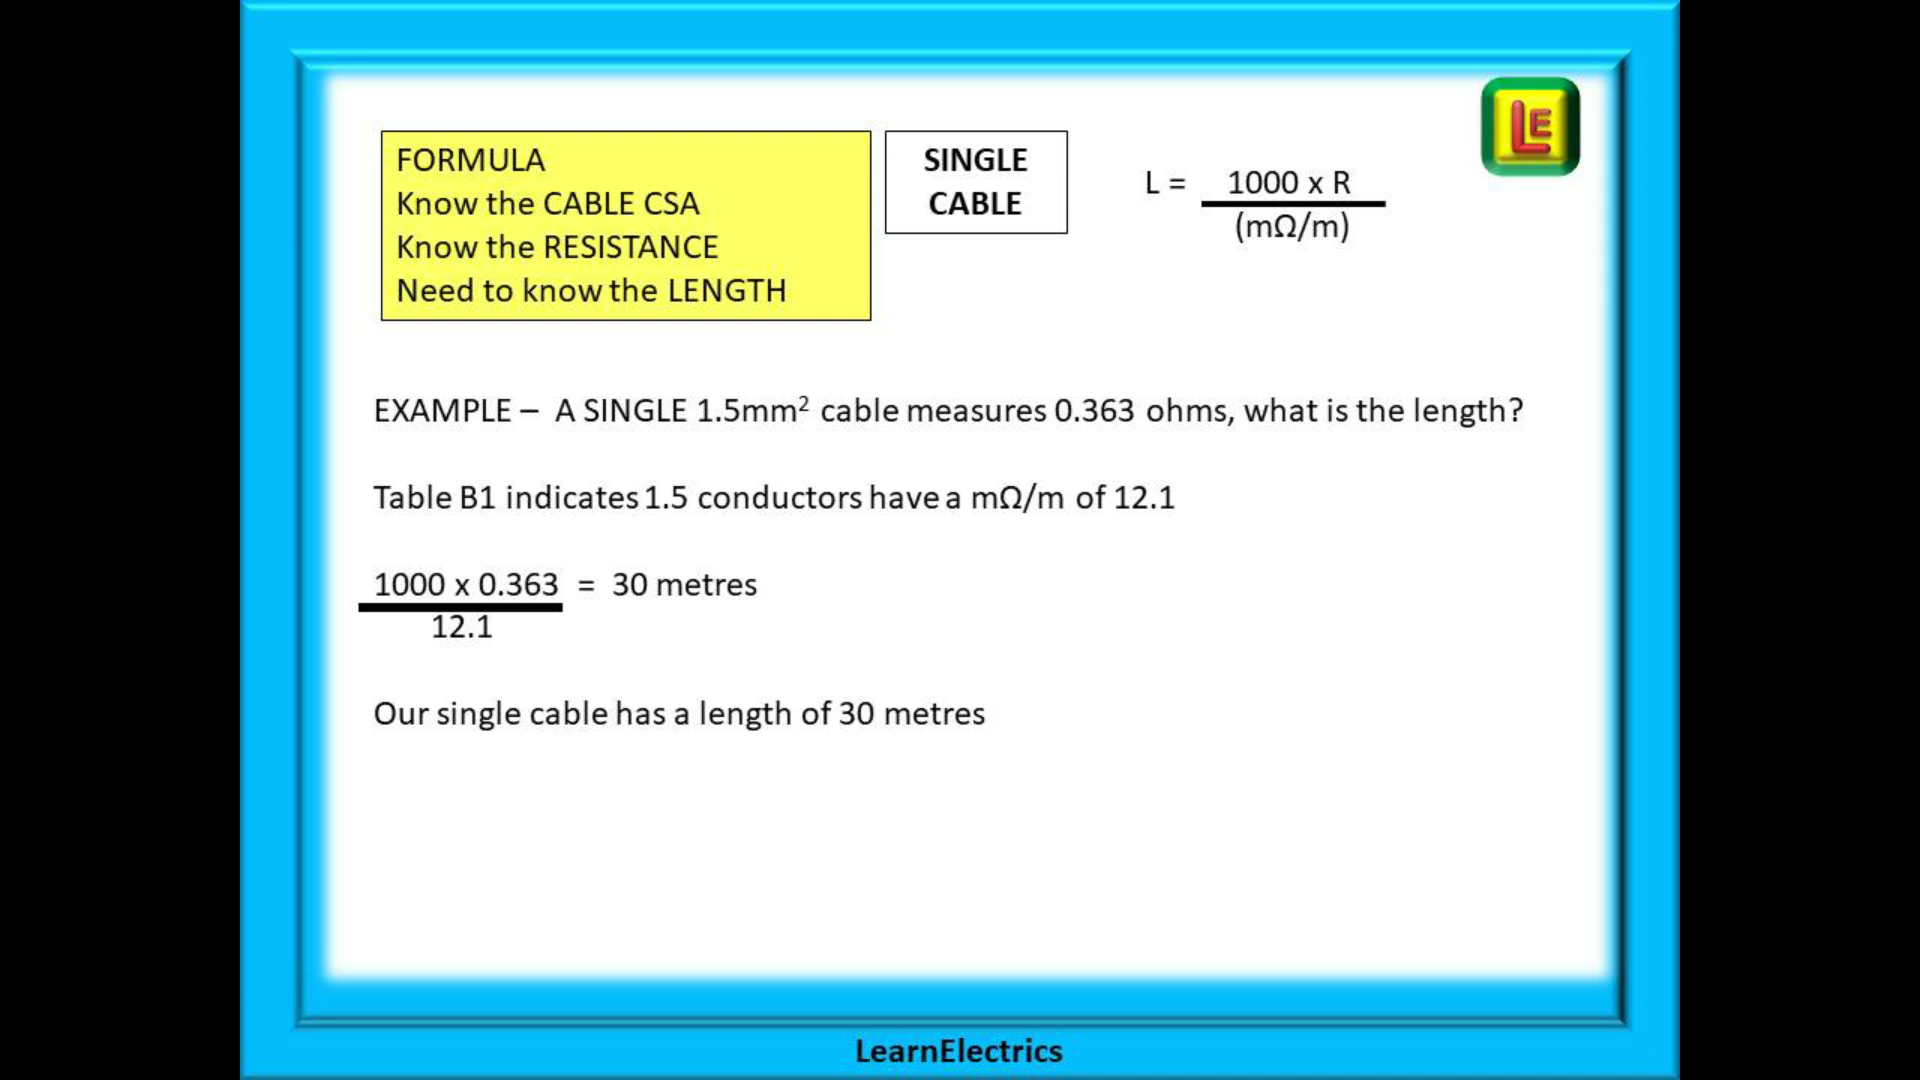 FORMULA
Know the CABLE CSA
Know the RESISTANCE
Need to know the LENGTH
SINGLE
CABLE
L = 1000 x R
(mΩ/m)
LE
EXAMPLE – A SINGLE 1.5mm² cable measures 0.363 ohms, what is the length?
Table B1 indicates 1.5 conductors have a mΩ/m of 12.1
1000 x 0.363 = 30 metres
12.1
Our single cable has a length of 30 metres
LearnElectrics